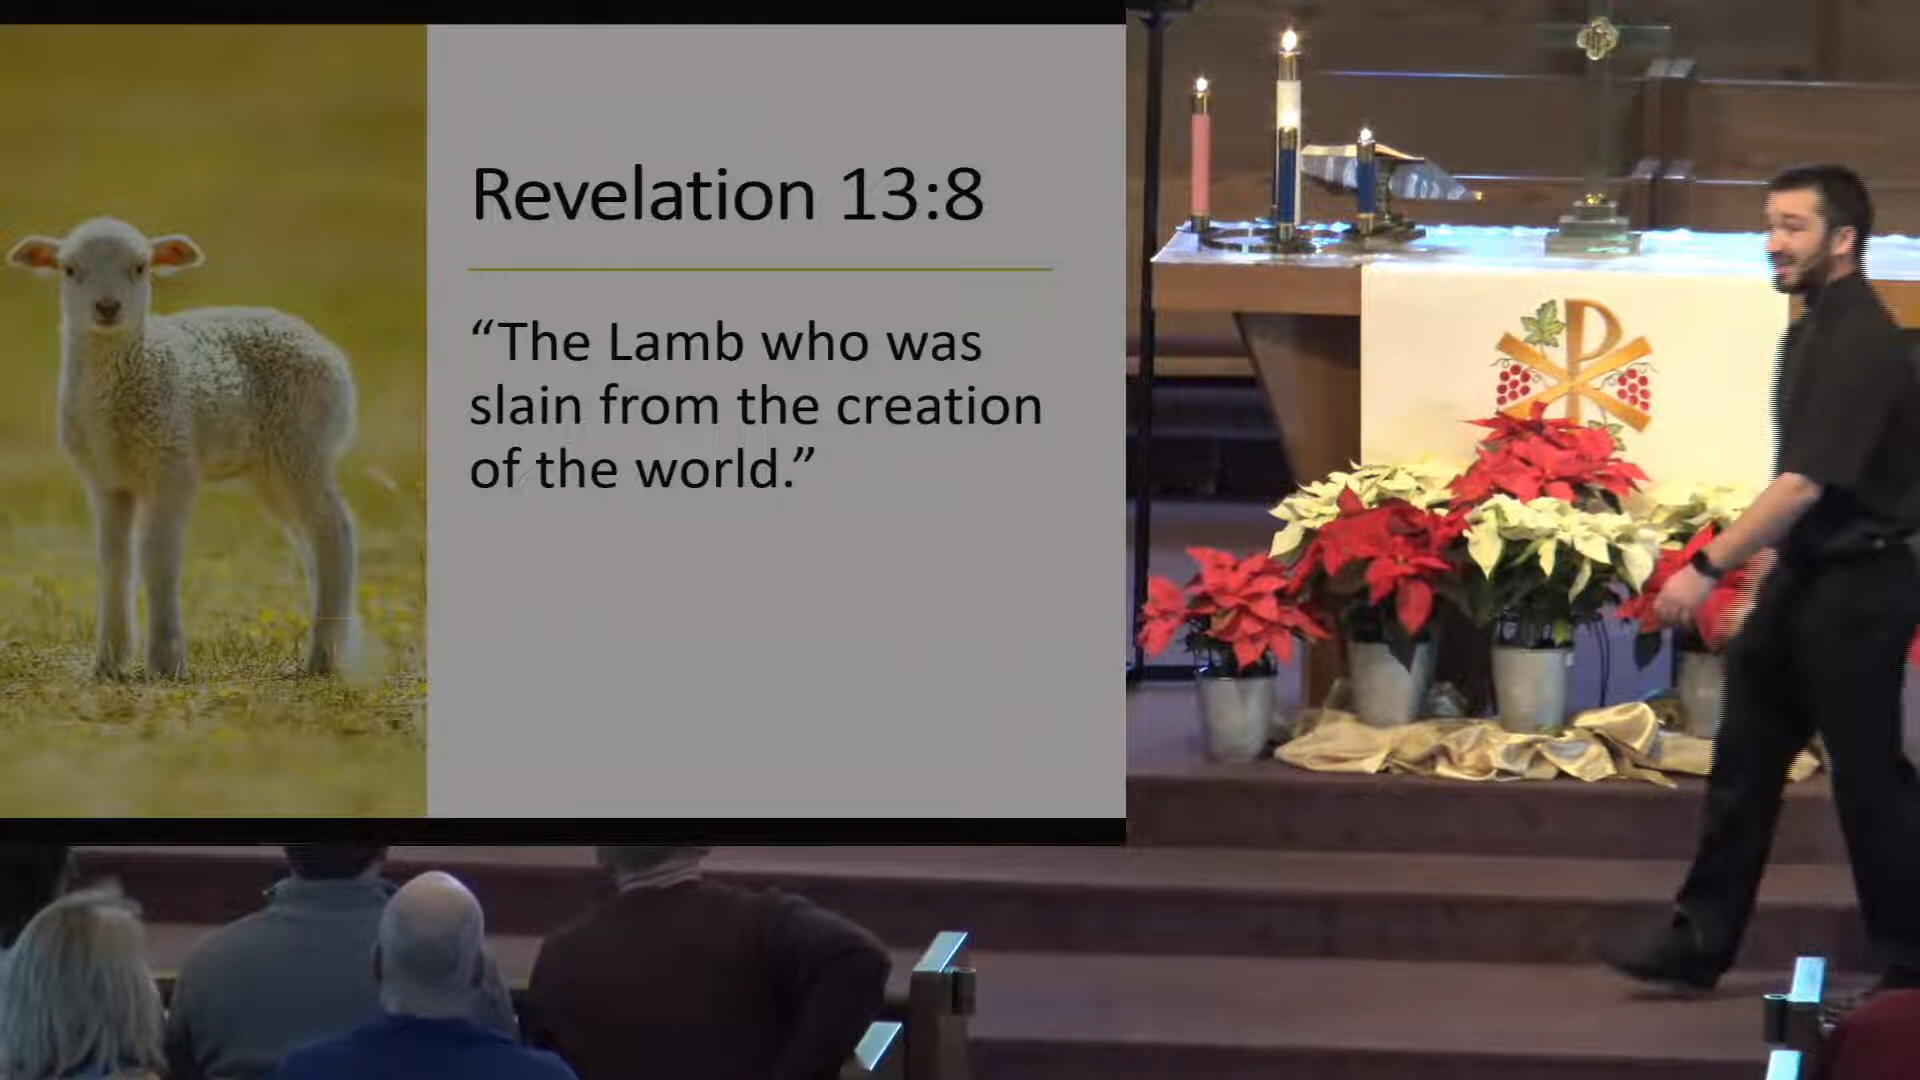 Revelation 13:8
“The Lamb who was
slain from the creation
of the world.”